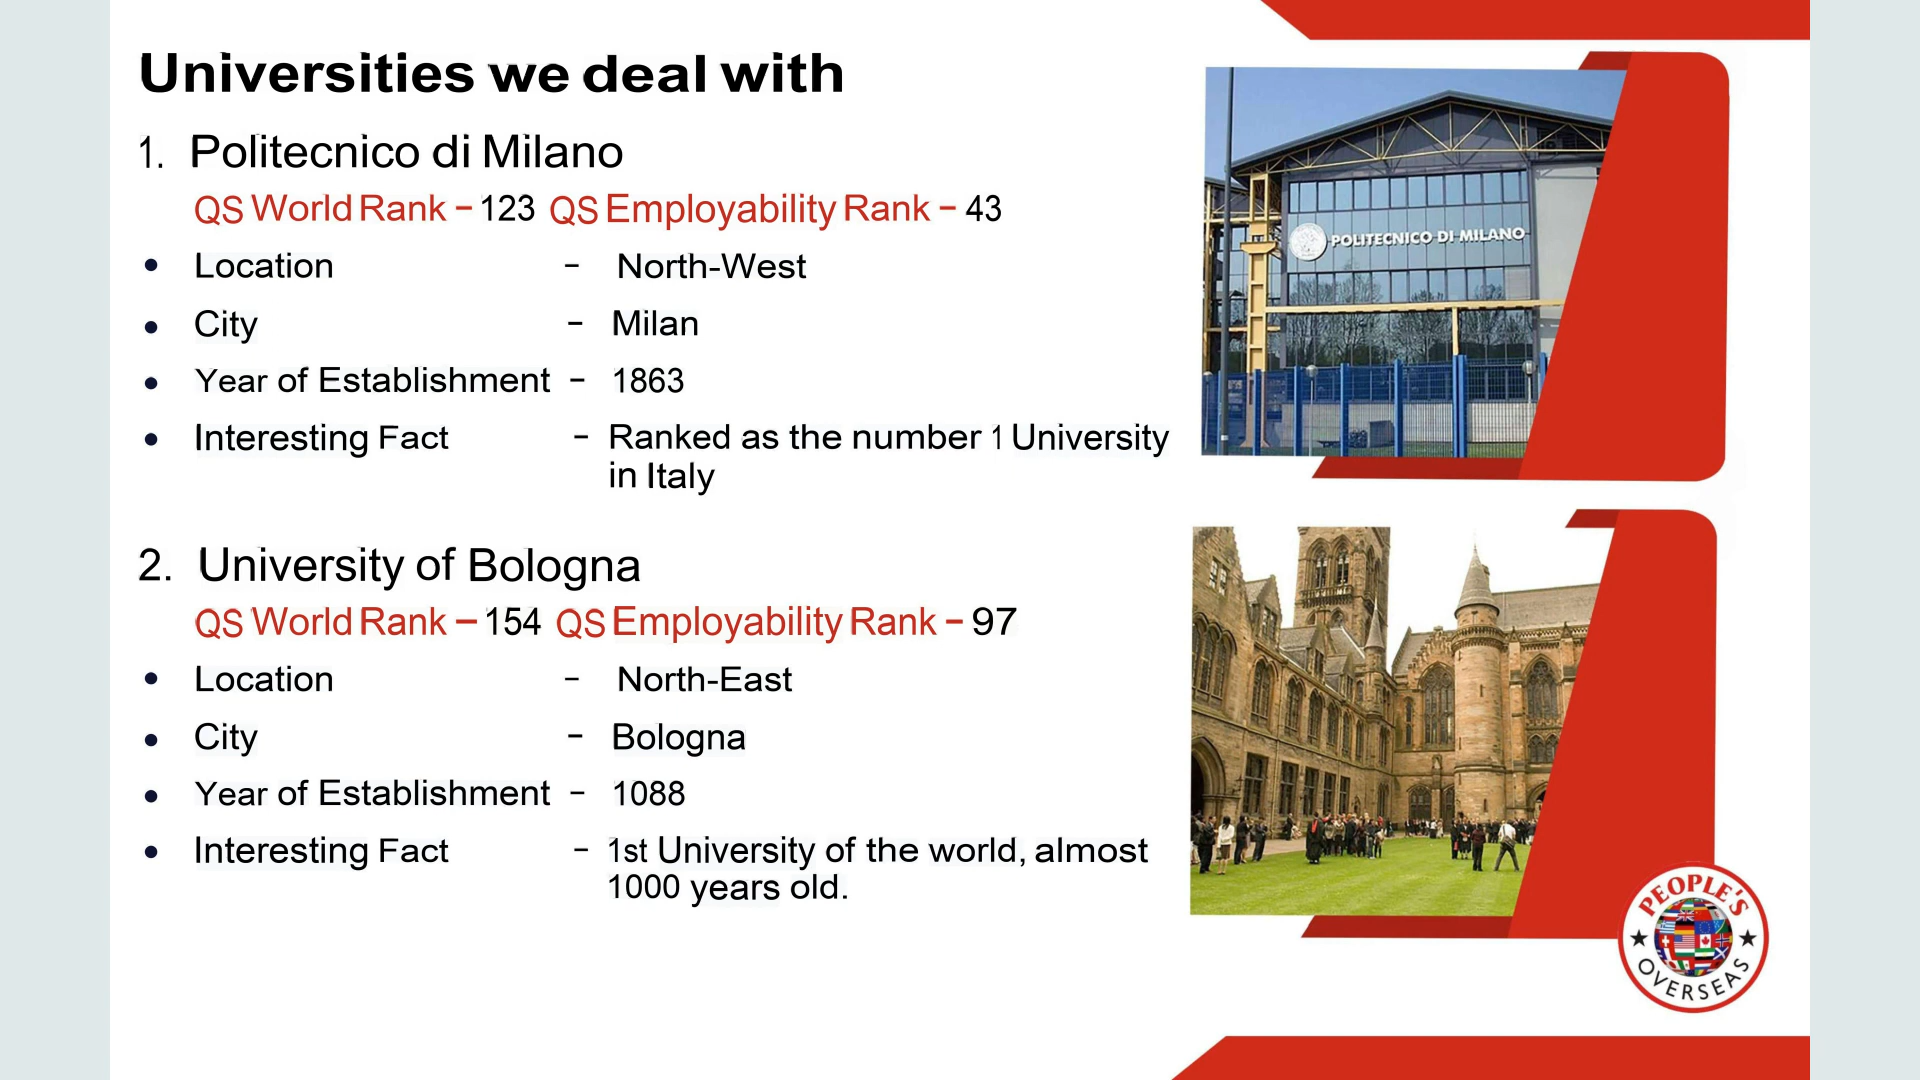 Universities we deal with
1. Politecnico di Milano
QS World Rank – 123 QS Employability Rank – 43
• Location – North-West
• City – Milan
• Year of Establishment – 1863
• Interesting Fact – Ranked as the number 1 University
in Italy
POLITECNICO DI MILANO
2. University of Bologna
QS World Rank – 154 QS Employability Rank – 97
• Location – North-East
• City – Bologna
• Year of Establishment – 1088
• Interesting Fact – 1st University of the world, almost
1000 years old.
PEOPLE'S
OVERSEAS